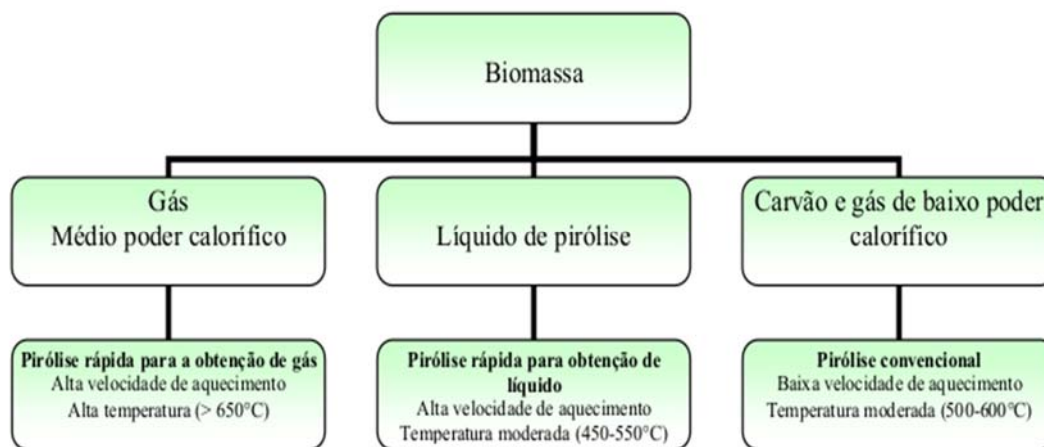 Biomassa
Gás
Médio poder calorífico
Líquido de pirólise
Carvão e gás de baixo poder
calorífico
Pirólise rápida para a obtenção de gás
Alta velocidade de aquecimento
Alta temperatura (> 650°C)
Pirólise rápida para obtenção de
líquido
Alta velocidade de aquecimento
Temperatura moderada (450-550°C)
Pirólise convencional
Baixa velocidade de aquecimento
Temperatura moderada (500-600°C)